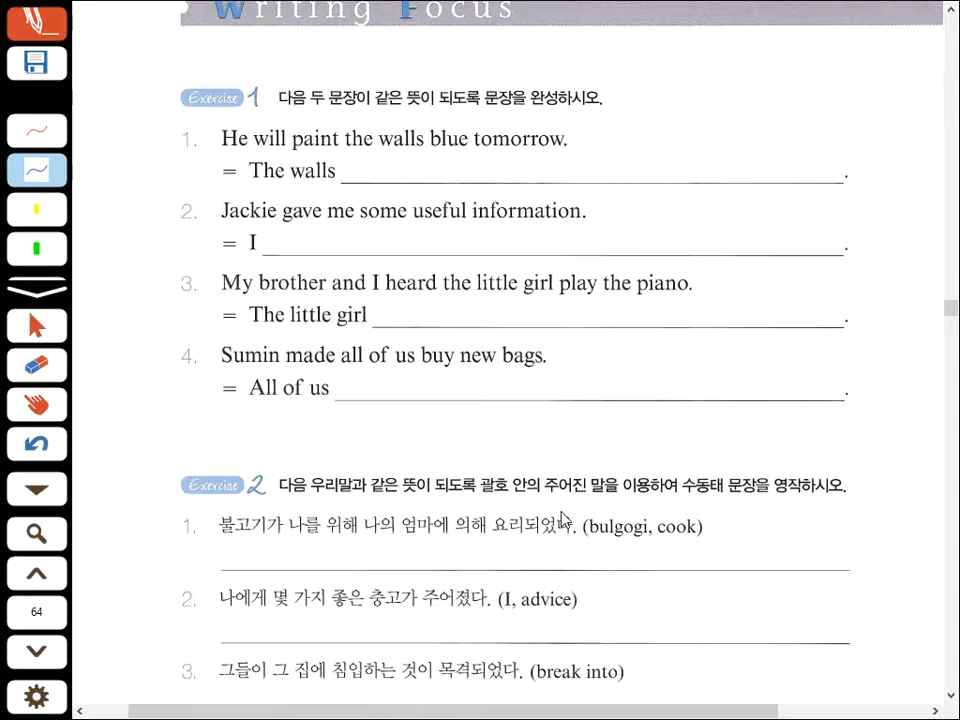 Writing Focus
Exercise 1 다음 두 문장이 같은 뜻이 되도록 문장을 완성하시오.
1. He will paint the walls blue tomorrow.
= The walls .
2. Jackie gave me some useful information.
= I .
3. My brother and I heard the little girl play the piano.
= The little girl .
4. Sumin made all of us buy new bags.
= All of us .
Exercise 2 다음 우리말과 같은 뜻이 되도록 괄호 안의 주어진 말을 이용하여 수동태 문장을 영작하시오.
1. 불고기가 나를 위해 나의 엄마에 의해 요리되었다. (bulgogi, cook)
2. 나에게 몇 가지 좋은 충고가 주어졌다. (I, advice)
64
3. 그들이 그 집에 침입하는 것이 목격되었다. (break into)